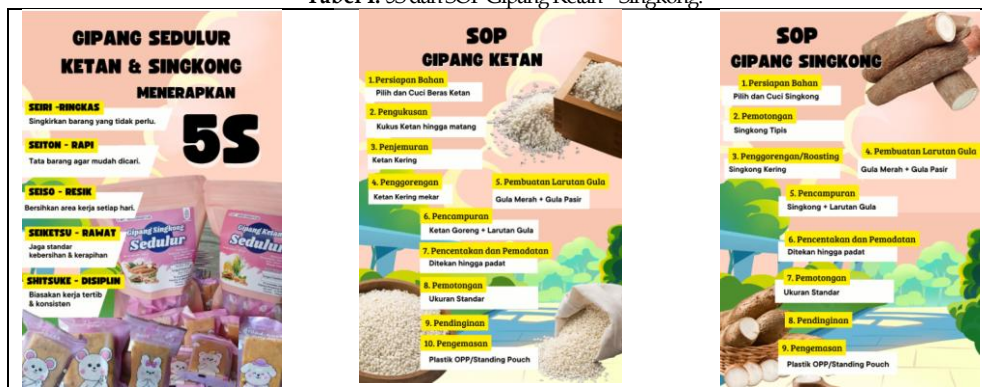 Tabel 1. 5S dan SOP Gipang Ketan - Singkong.
GIPANG SEDULUR
KETAN & SINGKONG
MENERAPKAN
5S
SEIRI -RINGKAS
Singkirkan barang yang tidak perlu.
SEITON - RAPI
Tata barang agar mudah dicari.
SEISO - RESIK
Bersihkan area kerja setiap hari.
SEIKETSU - RAWAT
Jaga standar
kebersihan & kerapihan
SHITSUKE - DISIPLIN
Biasakan kerja tertib
& konsisten
Gipang Singkong
Sedulur
Gipang Ketan
Sedulur
SOP
GIPANG KETAN
1.Persiapan Bahan
Pilih dan Cuci Beras Ketan
2. Pengukusan
Kukus Ketan hingga matang
3. Penjemuran
Ketan Kering
4. Penggorengan
Ketan Kering mekar
5. Pembuatan Larutan Gula
Gula Merah + Gula Pasir
6. Pencampuran
Ketan Goreng + Larutan Gula
7. Pencentakan dan Pemadatan
Ditekan hingga padat
8. Pemotongan
Ukuran Standar
9. Pendinginan
10. Pengemasan
Plastik OPP/Standing Pouch
SOP
GIPANG SINGKONG
1.Persiapan Bahan
Pilih dan Cuci Singkong
2. Pemotongan
Singkong Tipis
3. Penggorengan/Roasting
Singkong Kering
4. Pembuatan Larutan Gula
Gula Merah + Gula Pasir
5. Pencampuran
Singkong + Larutan Gula
6. Pencentakan dan Pemadatan
Ditekan hingga padat
7. Pemotongan
Ukuran Standar
8. Pendinginan
9. Pengemasan
Plastik OPP/Standing Pouch